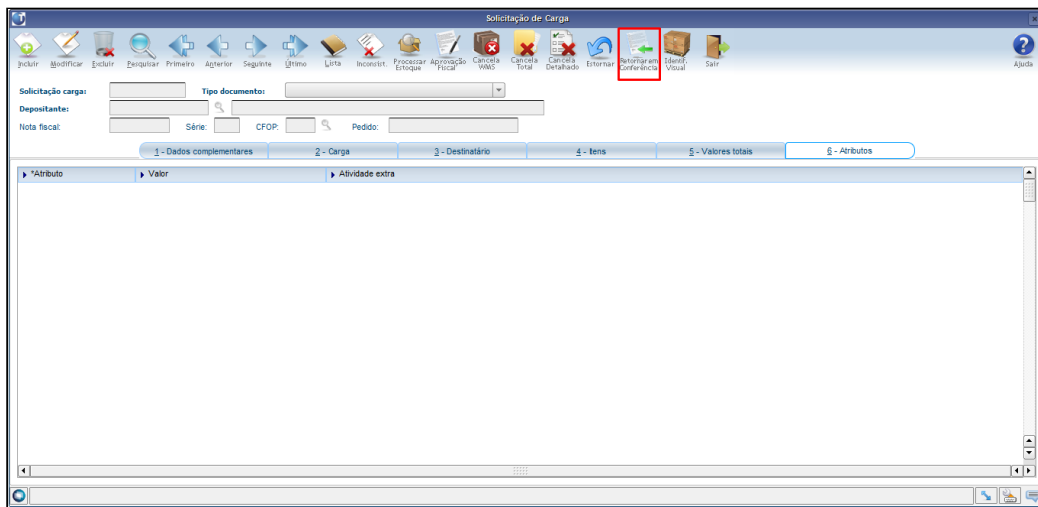 Solicitação de Carga
Incluir Modificar Excluir Pesquisar Primeiro Anterior Seguinte Último Lista Inconsist. Processar Estoque Aprovação Fiscal Cancela WMS Cancela Total Cancela Detalhado Estornar Retornar em Conferência Identif. Visual Sair Ajuda
Solicitação carga: Tipo documento:
Depositante:
Nota fiscal: Série: CFOP: Pedido:
1 - Dados complementares 2 - Carga 3 - Destinatário 4 - Itens 5 - Valores totais 6 - Atributos
*Atributo Valor Atividade extra